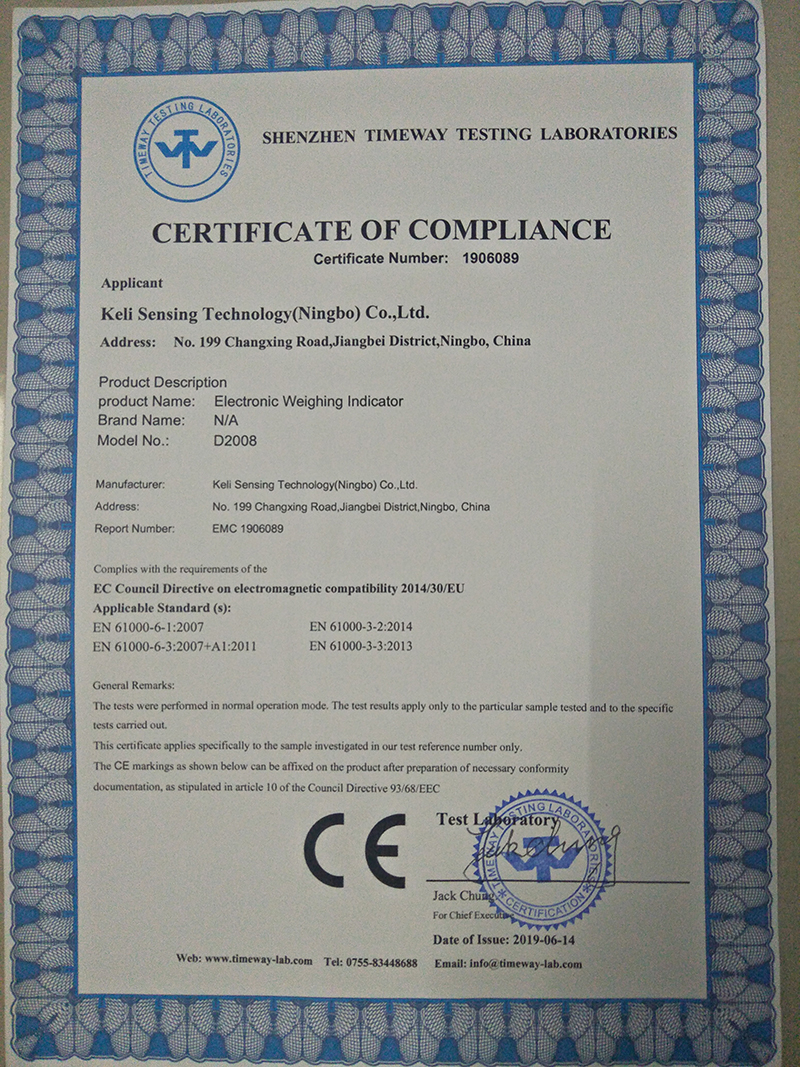 TIMEWAY TESTING LABORATORIES
SHENZHEN TIMEWAY TESTING LABORATORIES
CERTIFICATE OF COMPLIANCE
Certificate Number: 1906089
Applicant
Keli Sensing Technology(Ningbo) Co.,Ltd.
Address: No. 199 Changxing Road,Jiangbei District,Ningbo, China
Product Description
product Name: Electronic Weighing Indicator
Brand Name: N/A
Model No.: D2008
Manufacturer: Keli Sensing Technology(Ningbo) Co.,Ltd.
Address: No. 199 Changxing Road,Jiangbei District,Ningbo, China
Report Number: EMC 1906089
Complies with the requirements of the
EC Council Directive on electromagnetic compatibility 2014/30/EU
Applicable Standard (s):
EN 61000-6-1:2007 EN 61000-3-2:2014
EN 61000-6-3:2007+A1:2011 EN 61000-3-3:2013
General Remarks:
The tests were performed in normal operation mode. The test results apply only to the particular sample tested and to the specific
tests carried out.
This certificate applies specifically to the sample investigated in our test reference number only.
The CE markings as shown below can be affixed on the product after preparation of necessary conformity
documentation, as stipulated in article 10 of the Council Directive 93/68/EEC
CE
Test Laboratory
TIMEWAY TESTING LABORATORIES
CERTIFICATION
Jack Chung
For Chief Executive
Date of Issue: 2019-06-14
Web: www.timeway-lab.com Tel: 0755-83448688 Email: info@timeway-lab.com